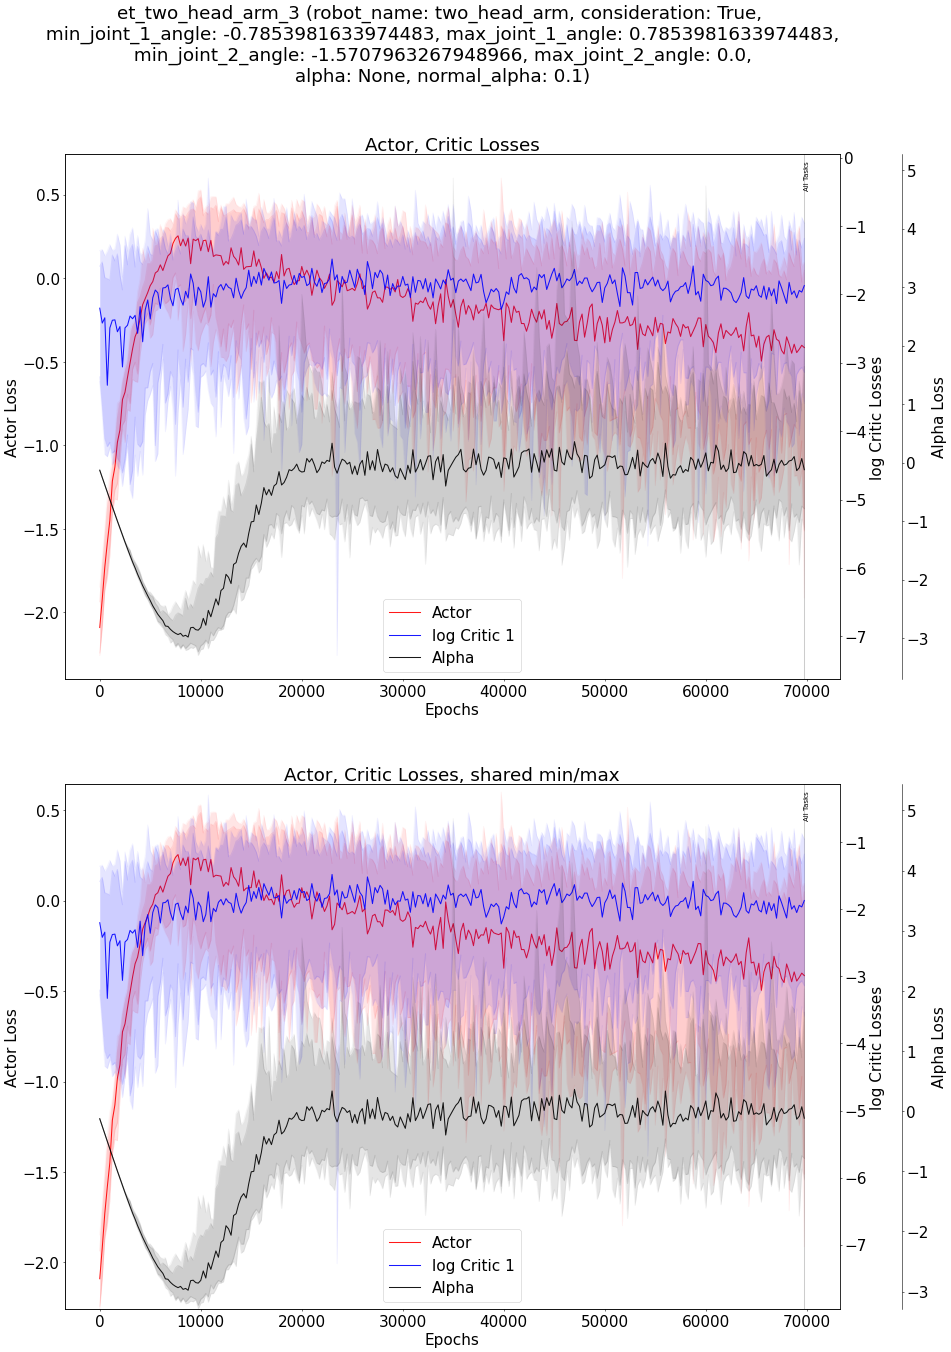 et_two_head_arm_3 (robot_name: two_head_arm, consideration: True,
min_joint_1_angle: -0.7853981633974483, max_joint_1_angle: 0.7853981633974483,
min_joint_2_angle: -1.5707963267948966, max_joint_2_angle: 0.0,
alpha: None, normal_alpha: 0.1)
Actor, Critic Losses
Actor Loss
0.5
0.0
−0.5
−1.0
−1.5
−2.0
0
−1
−2
−3
−4
−5
−6
−7
log Critic Losses
5
4
3
2
1
0
−1
−2
−3
Alpha Loss
All Tasks
Actor
log Critic 1
Alpha
0 10000 20000 30000 40000 50000 60000 70000
Epochs
Actor, Critic Losses, shared min/max
Actor Loss
0.5
0.0
−0.5
−1.0
−1.5
−2.0
−1
−2
−3
−4
−5
−6
−7
log Critic Losses
5
4
3
2
1
0
−1
−2
−3
Alpha Loss
All Tasks
Actor
log Critic 1
Alpha
0 10000 20000 30000 40000 50000 60000 70000
Epochs